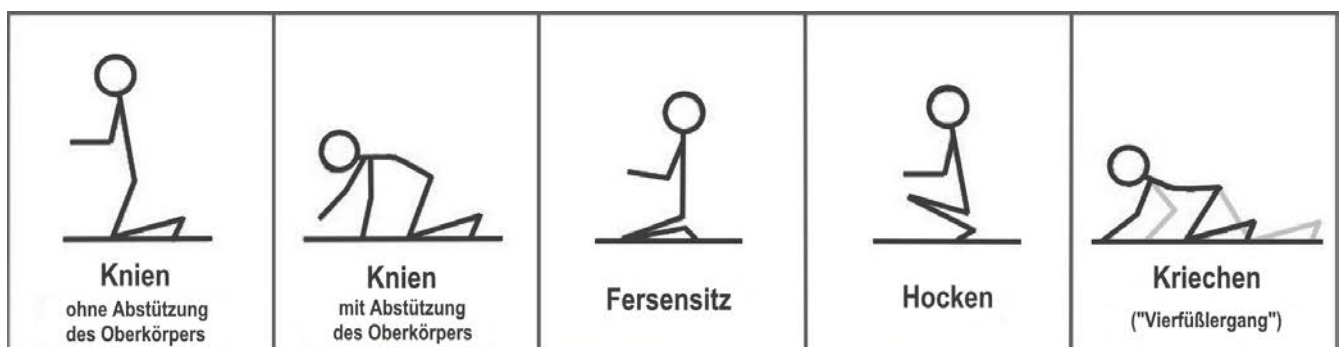 Knien
ohne Abstützung
des Oberkörpers
Knien
mit Abstützung
des Oberkörpers
Fersensitz
Hocken
Kriechen
("Vierfüßlergang")